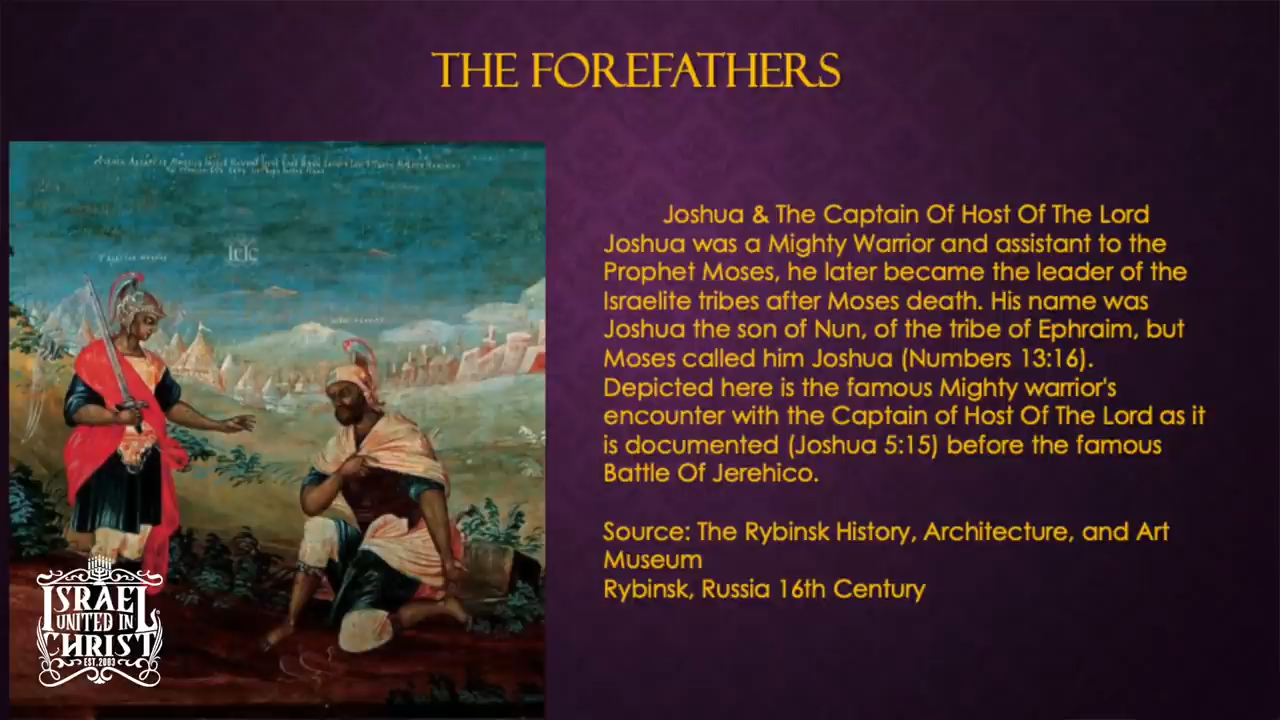 THE FOREFATHERS
Joshua & The Captain Of Host Of The Lord
Joshua was a Mighty Warrior and assistant to the
Prophet Moses, he later became the leader of the
Israelite tribes after Moses death. His name was
Joshua the son of Nun, of the tribe of Ephraim, but
Moses called him Joshua (Numbers 13:16).
Depicted here is the famous Mighty warrior's
encounter with the Captain of Host Of The Lord as it
is documented (Joshua 5:15) before the famous
Battle Of Jerehico.
Source: The Rybinsk History, Architecture, and Art
Museum
Rybinsk, Russia 16th Century
ISRAEL
UNITED IN
CHRIST
EST.2003